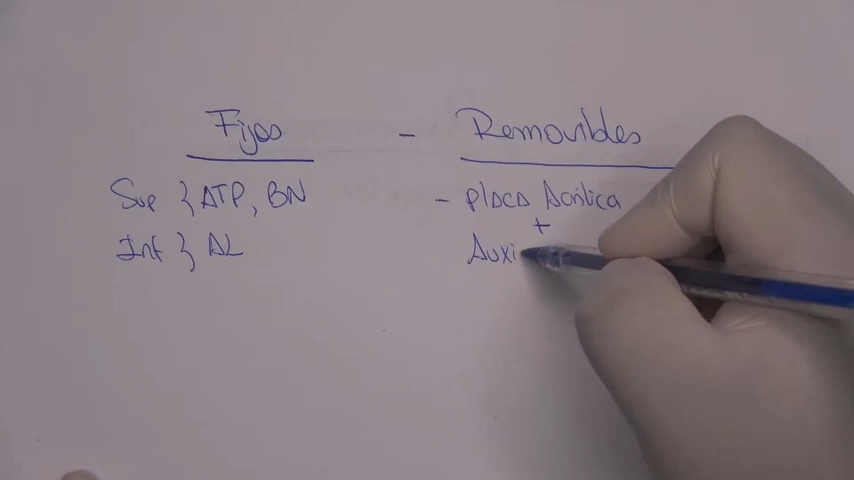 Fijos - Removibles
Sup } ATP, BN - Placa Acrílica
+
Inf } AL Auxi